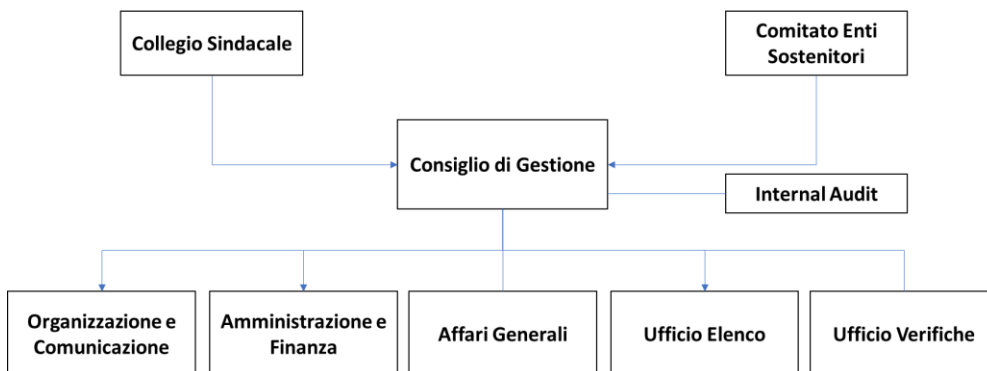 Collegio Sindacale
Comitato Enti
Sostenitori
Consiglio di Gestione
Internal Audit
Organizzazione e
Comunicazione
Amministrazione e
Finanza
Affari Generali
Ufficio Elenco
Ufficio Verifiche